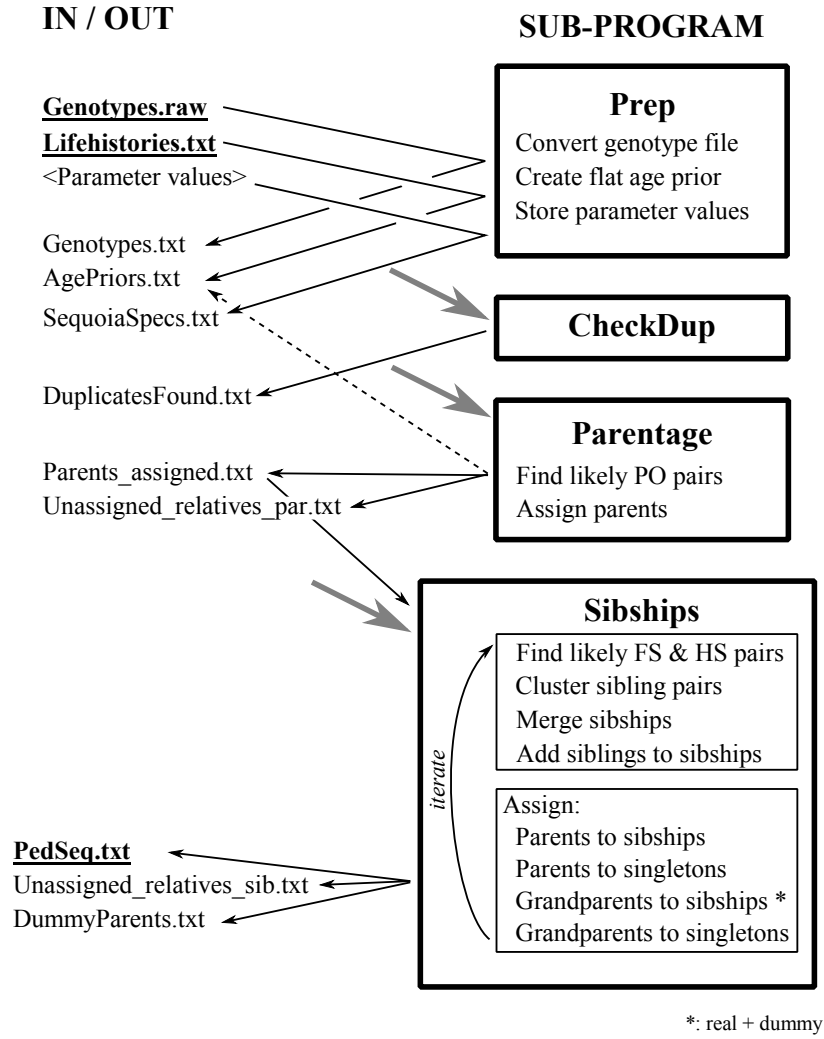 IN / OUT
SUB-PROGRAM
Genotypes.raw
Lifehistories.txt
<Parameter values>
Genotypes.txt
AgePriors.txt
SequoiaSpecs.txt
DuplicatesFound.txt
Parents_assigned.txt
Unassigned_relatives_par.txt
PedSeq.txt
Unassigned_relatives_sib.txt
DummyParents.txt
Prep
Convert genotype file
Create flat age prior
Store parameter values
CheckDup
Parentage
Find likely PO pairs
Assign parents
Sibships
Find likely FS & HS pairs
Cluster sibling pairs
Merge sibships
Add siblings to sibships
iterate
Assign:
Parents to sibships
Parents to singletons
Grandparents to sibships *
Grandparents to singletons
*: real + dummy